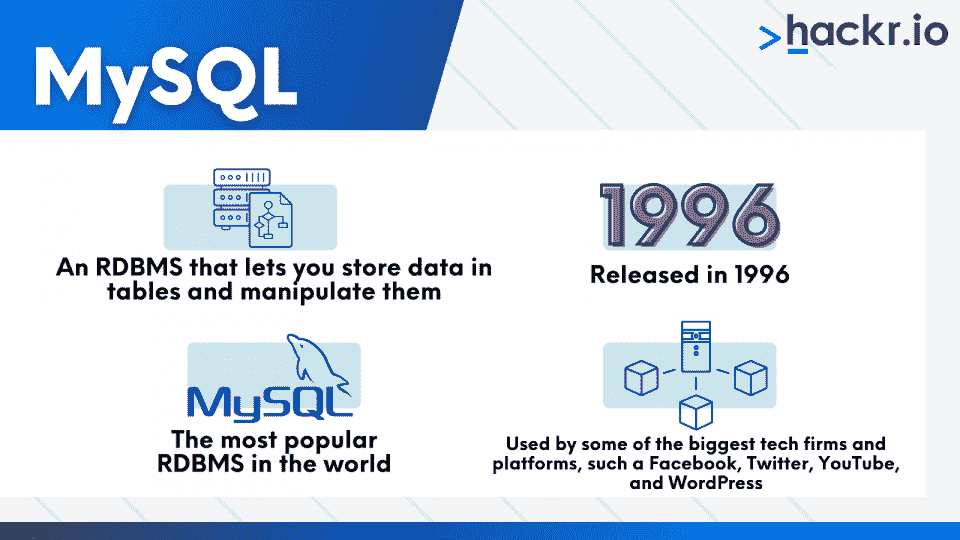 MySQL
>hackr.io
An RDBMS that lets you store data in
tables and manipulate them
1996
Released in 1996
MySQL
The most popular
RDBMS in the world
Used by some of the biggest tech firms and
platforms, such a Facebook, Twitter, YouTube,
and WordPress